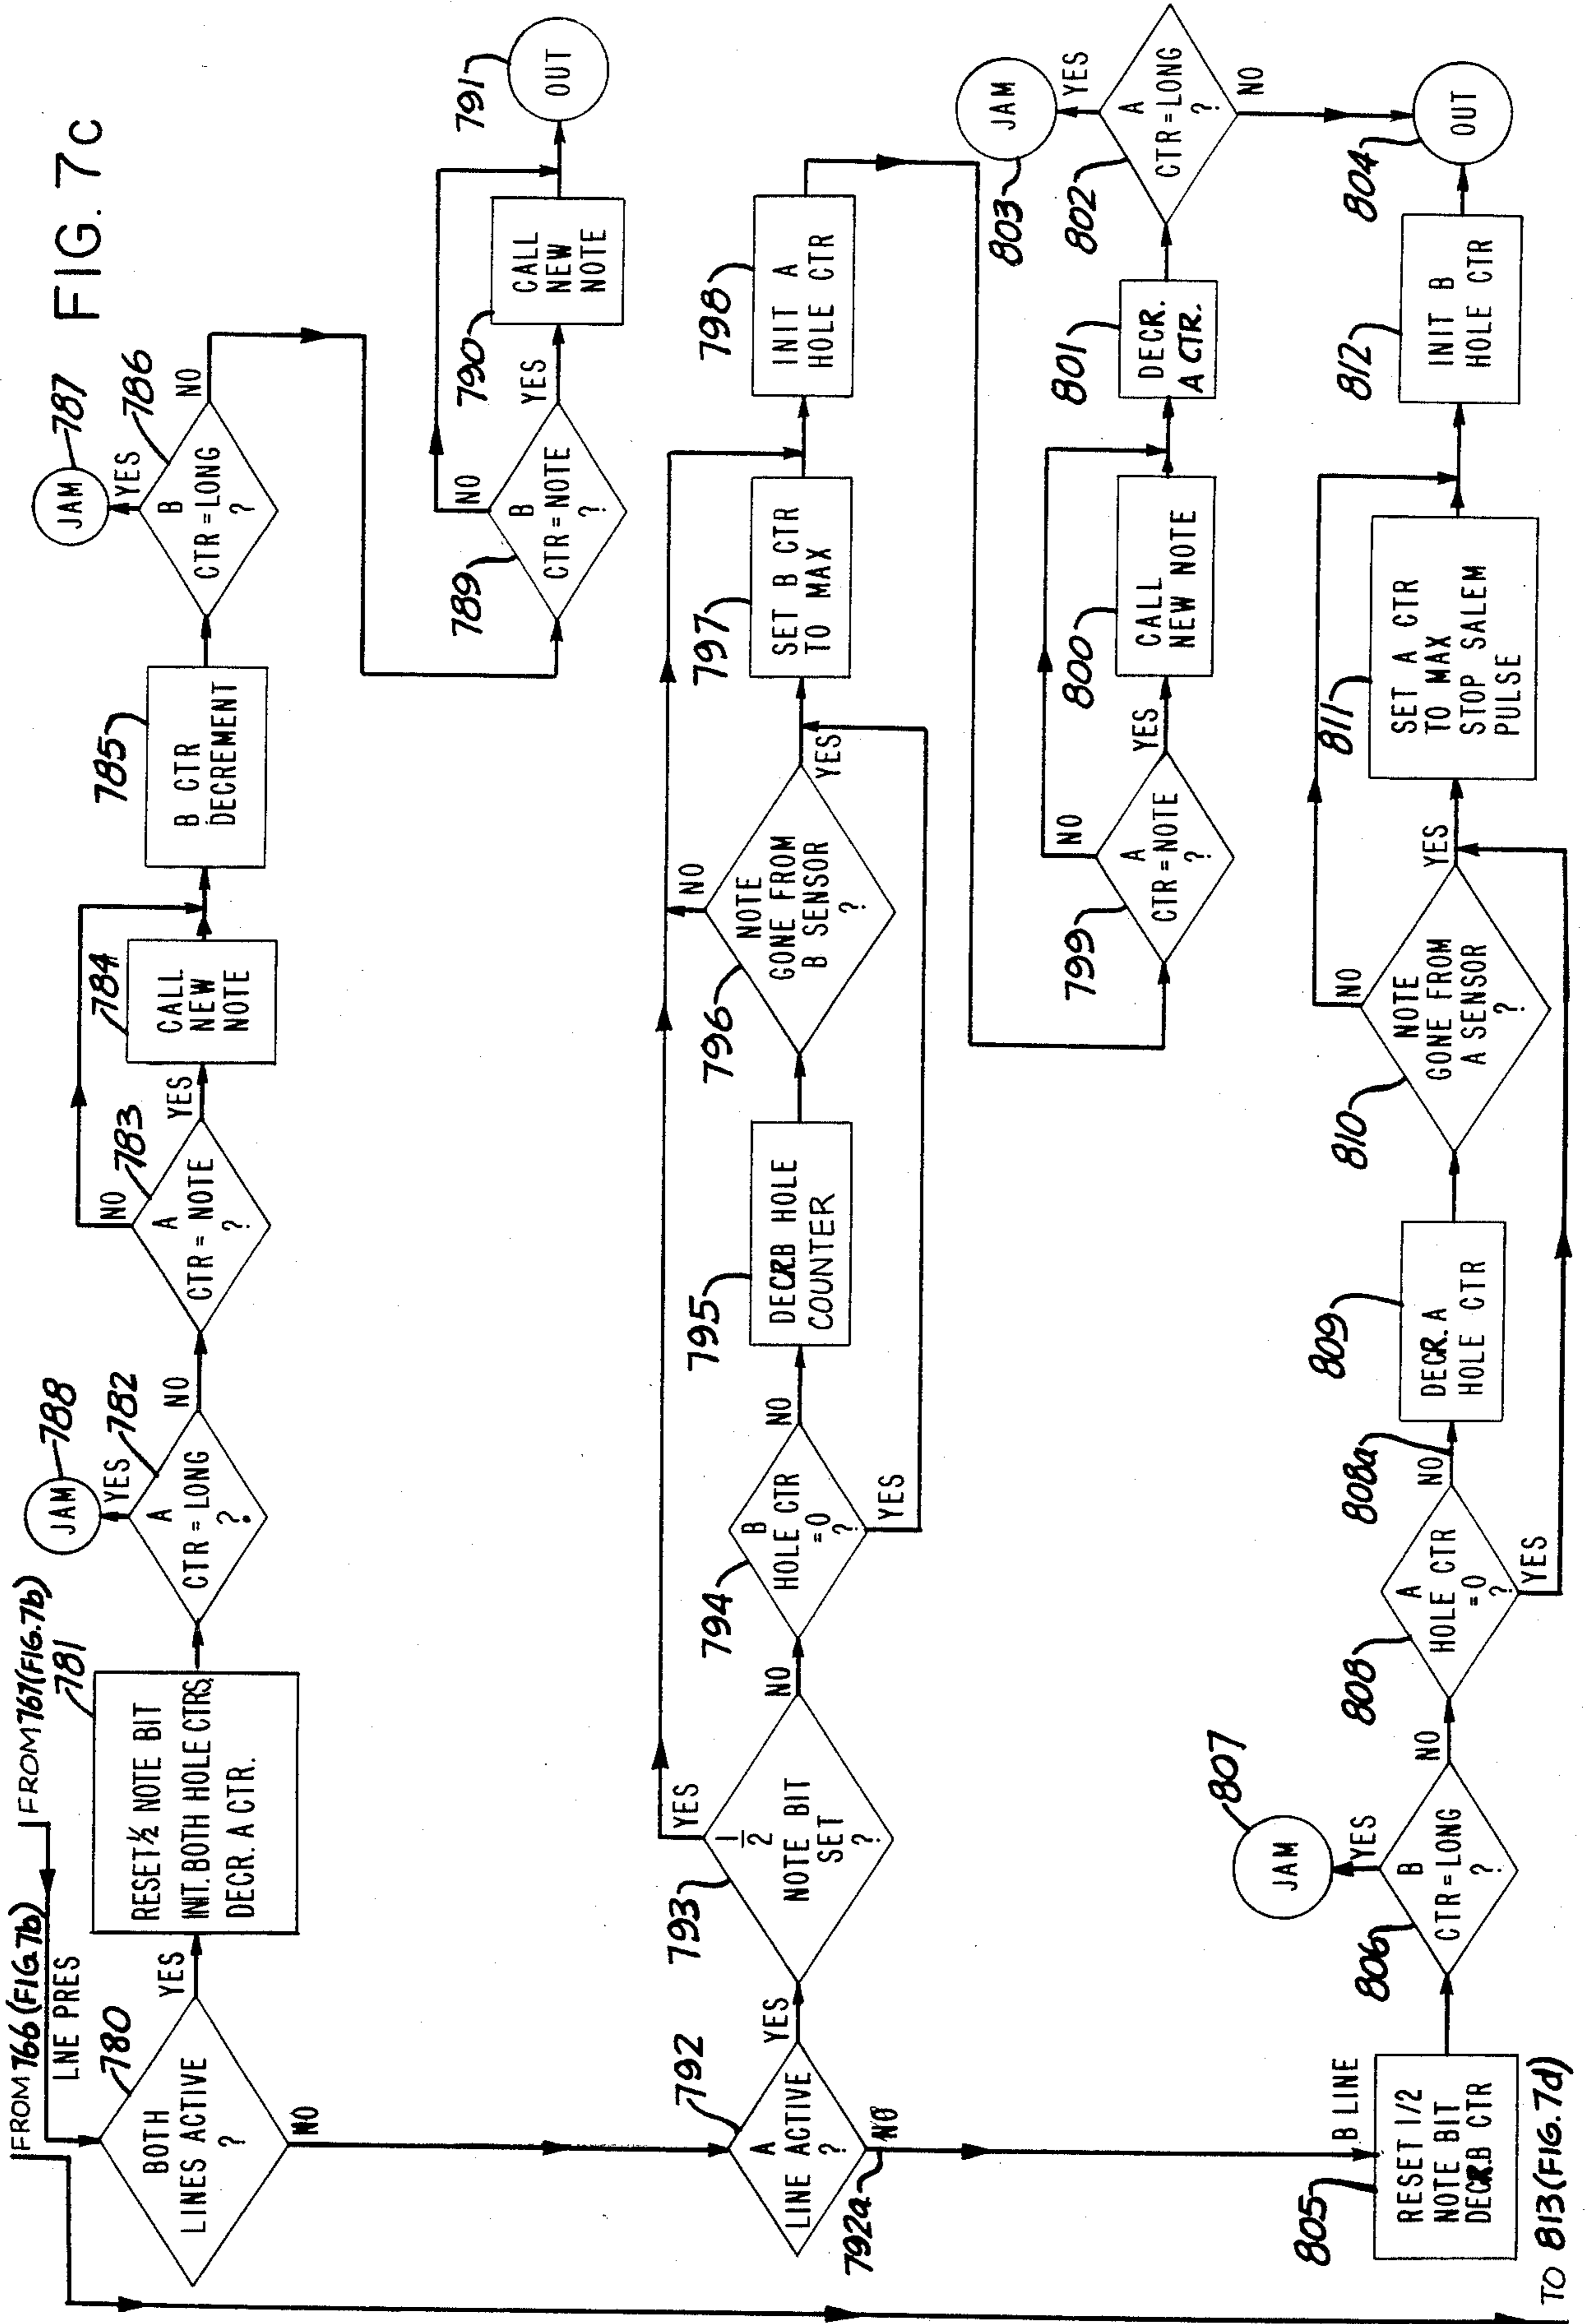 FIG. 7c
FROM 766 (FIG. 7b)
FROM 767 (FIG. 7b)
LNE PRES
780
BOTH
LINES ACTIVE
?
YES
NO
781
RESET ½ NOTE BIT
INIT. BOTH HOLE CTRS,
DECR. A CTR.
782
A
CTR = LONG
?
YES
NO
788
JAM
783
A
CTR = NOTE
?
NO
YES
784
CALL
NEW
NOTE
785
B CTR
DECREMENT
786
B
CTR = LONG
?
YES
NO
787
JAM
789
B
CTR = NOTE
?
NO
YES
790
CALL
NEW
NOTE
791
OUT
792
A
LINE ACTIVE
?
YES
NO
792a
793
1/2
NOTE BIT
SET
?
YES
NO
794
B
HOLE CTR
=0
?
NO
YES
795
DECR.B HOLE
COUNTER
796
NOTE
GONE FROM
B SENSOR
?
NO
YES
797
SET B CTR
TO MAX
798
INIT A
HOLE CTR
799
A
CTR = NOTE
?
NO
YES
800
CALL
NEW NOTE
801
DECR.
A CTR.
802
A
CTR = LONG
?
YES
NO
803
JAM
804
OUT
B LINE
805
RESET 1/2
NOTE BIT
DECR.B CTR
806
B
CTR = LONG
?
YES
NO
807
JAM
808
A
HOLE CTR
=0
?
NO
YES
808a
809
DECR. A
HOLE CTR
810
NOTE
GONE FROM
A SENSOR
?
NO
YES
811
SET A CTR
TO MAX
STOP SALEM
PULSE
812
INIT B
HOLE CTR
TO 813 (FIG. 7d)